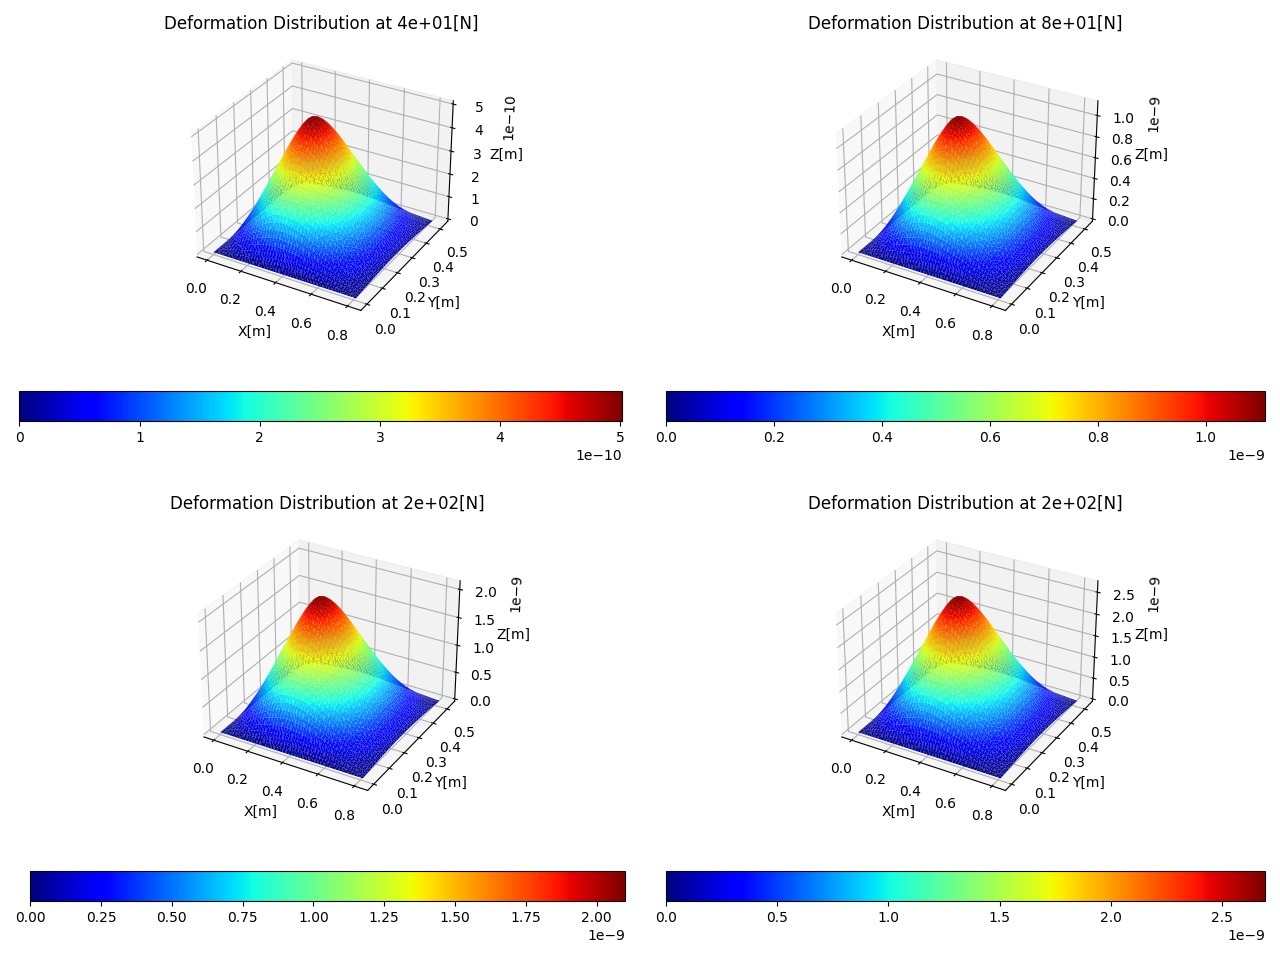 Deformation Distribution at 4e+01[N]
5
4
3
2
1
0
1e−10
Z[m]
0.0
0.2
0.4
0.6
0.8
X[m]
0.0
0.1
0.2
0.3
0.4
0.5
Y[m]
0 1 2 3 4 5
1e−10
Deformation Distribution at 8e+01[N]
1.0
0.8
0.6
0.4
0.2
0.0
1e−9
Z[m]
0.0
0.2
0.4
0.6
0.8
X[m]
0.0
0.1
0.2
0.3
0.4
0.5
Y[m]
0.0 0.2 0.4 0.6 0.8 1.0
1e−9
Deformation Distribution at 2e+02[N]
2.0
1.5
1.0
0.5
0.0
1e−9
Z[m]
0.0
0.2
0.4
0.6
0.8
X[m]
0.0
0.1
0.2
0.3
0.4
0.5
Y[m]
0.00 0.25 0.50 0.75 1.00 1.25 1.50 1.75 2.00
1e−9
Deformation Distribution at 2e+02[N]
2.5
2.0
1.5
1.0
0.5
0.0
1e−9
Z[m]
0.0
0.2
0.4
0.6
0.8
X[m]
0.0
0.1
0.2
0.3
0.4
0.5
Y[m]
0.0 0.5 1.0 1.5 2.0 2.5
1e−9